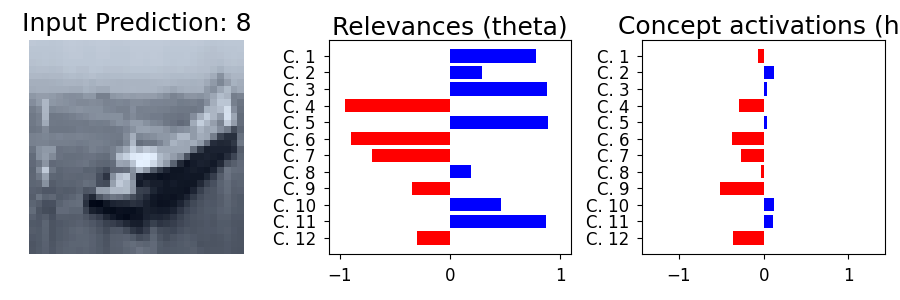 Input Prediction: 8
Relevances (theta)
C. 1
C. 2
C. 3
C. 4
C. 5
C. 6
C. 7
C. 8
C. 9
C. 10
C. 11
C. 12
−1 0 1
Concept activations (h
C. 1
C. 2
C. 3
C. 4
C. 5
C. 6
C. 7
C. 8
C. 9
C. 10
C. 11
C. 12
−1 0 1